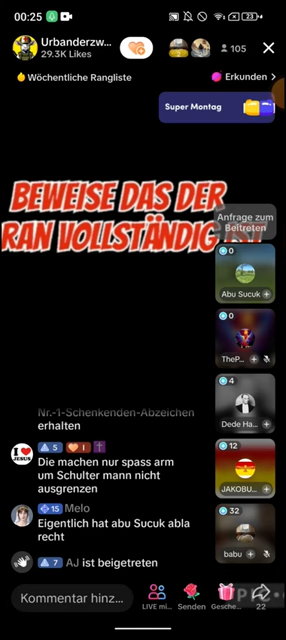 00:25
23
Urbanderzw...
29.3K Likes
105
Wöchentliche Rangliste
Erkunden >
Super Montag
BEWEISE DAS DER
RAN VOLLSTÄNDIG IST
Anfrage zum
Beitreten
0
Abu Sucuk +
0
TheP... +
4
Dede Ha... +
12
JAKOBU... +
32
babu +
Nr.-1-Schenkenden-Abzeichen
erhalten
I ❤ JESUS
5 I
Die machen nur spass arm
um Schulter mann nicht
ausgrenzen
15 Melo
Eigentlich hat abu Sucuk abla
recht
7 AJ ist beigetreten
Kommentar hinz...
LIVE mi...
Senden
Gesche...
22